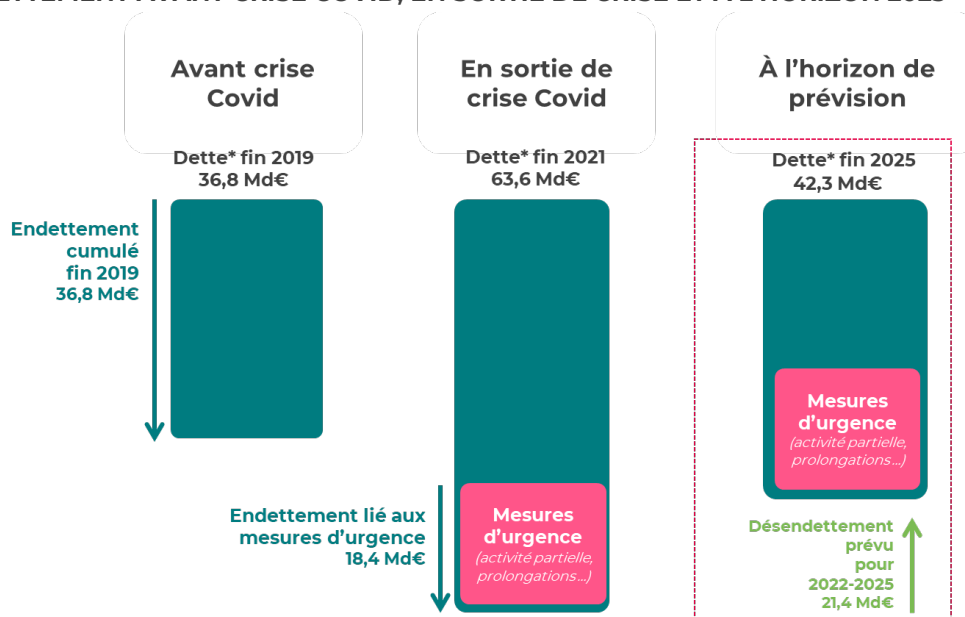 Avant crise
Covid
En sortie de
crise Covid
À l'horizon de
prévision
Dette* fin 2019
36,8 Md€
Dette* fin 2021
63,6 Md€
Dette* fin 2025
42,3 Md€
Endettement
cumulé
fin 2019
36,8 Md€
Endettement lié aux
mesures d'urgence
18,4 Md€
Mesures
d'urgence
(activité partielle,
prolongations...)
Mesures
d'urgence
(activité partielle,
prolongations...)
Désendettement
prévu
pour
2022-2025
21,4 Md€